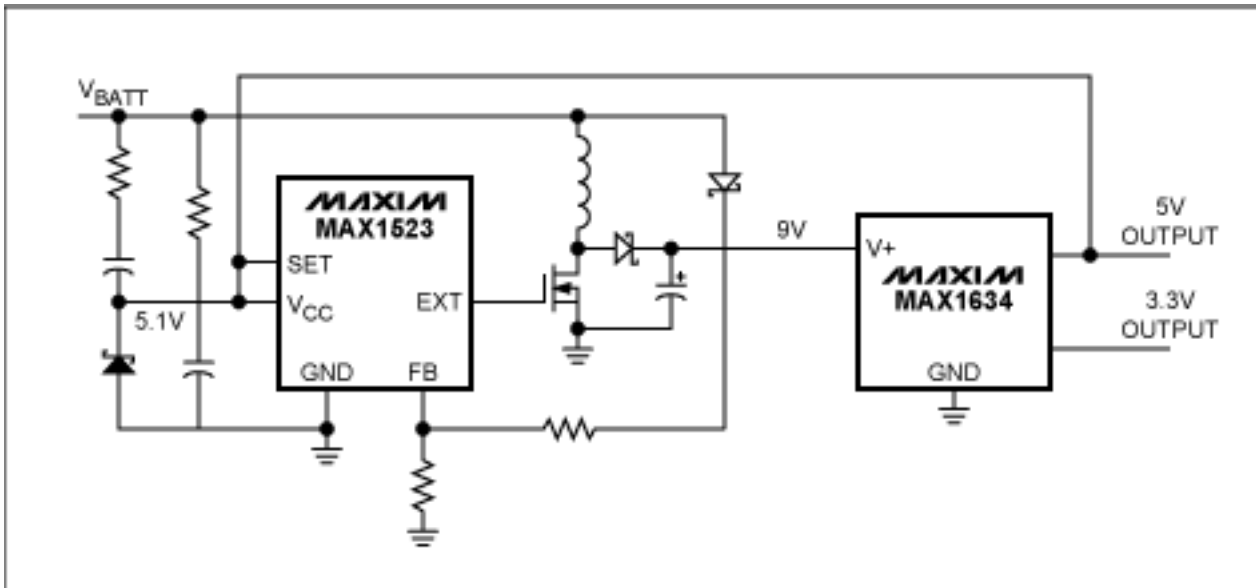 VBATT
MAXIM
MAX1523
SET
VCC
5.1V
EXT
GND
FB
9V
V+
MAXIM
MAX1634
GND
5V
OUTPUT
3.3V
OUTPUT
+